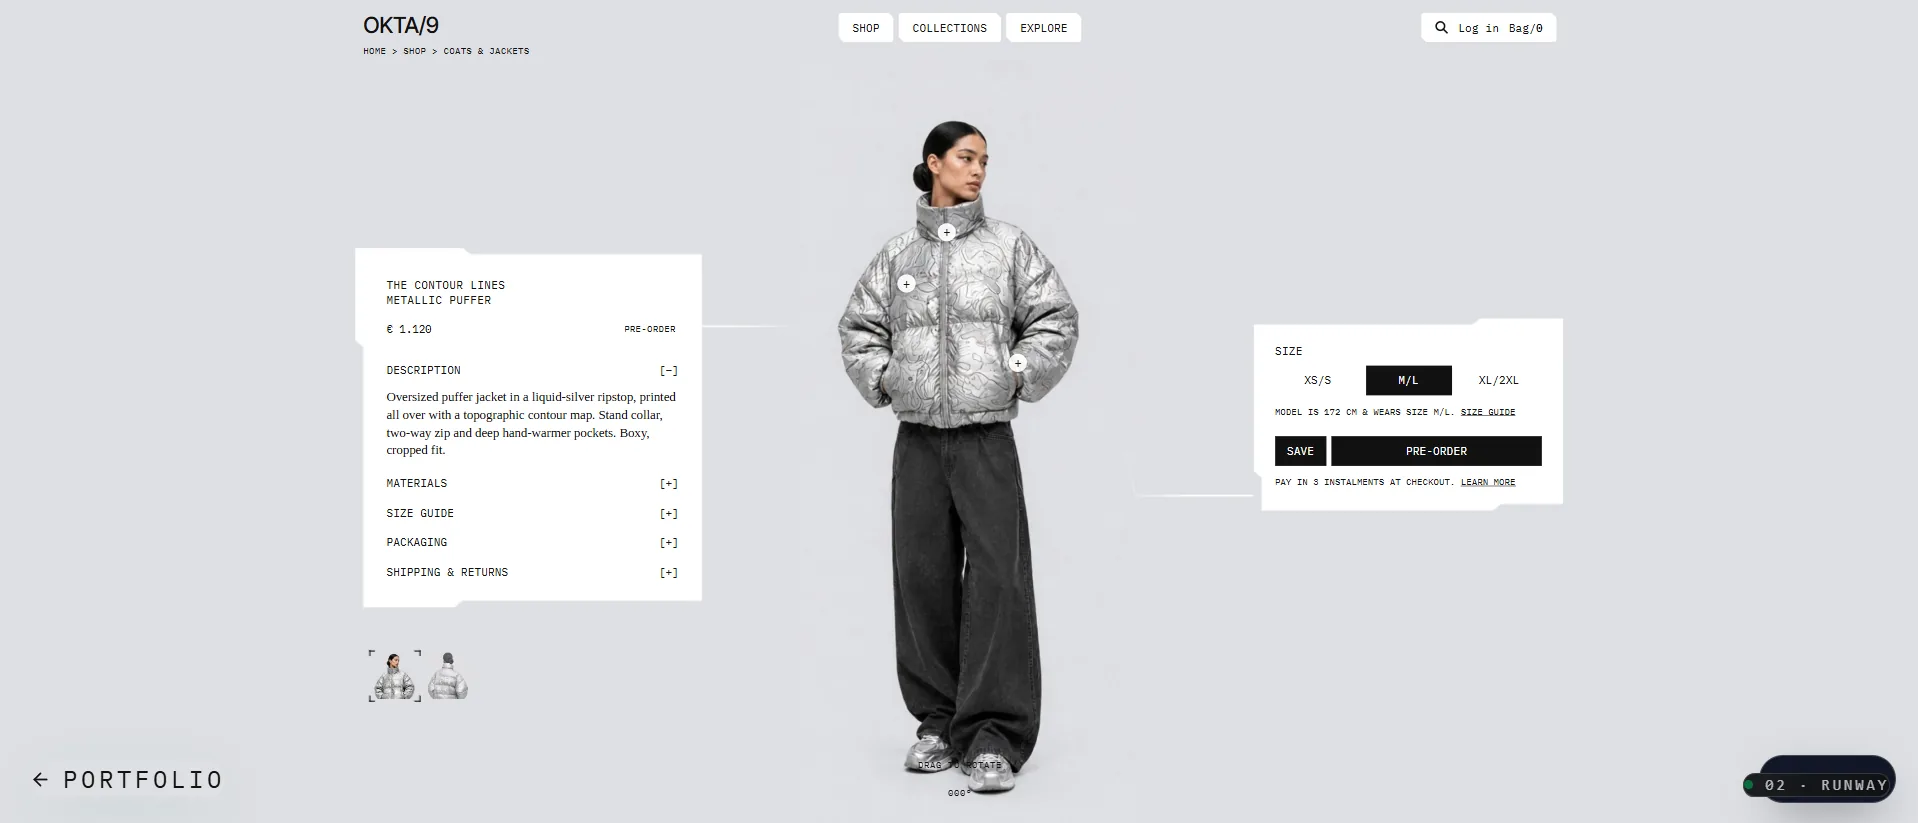 OKTA/9
HOME > SHOP > COATS & JACKETS
SHOP
COLLECTIONS
EXPLORE
Log in Bag/0
THE CONTOUR LINES
METALLIC PUFFER
€ 1.120
PRE-ORDER
DESCRIPTION [−]
Oversized puffer jacket in a liquid-silver ripstop, printed
all over with a topographic contour map. Stand collar,
two-way zip and deep hand-warmer pockets. Boxy,
cropped fit.
MATERIALS [+]
SIZE GUIDE [+]
PACKAGING [+]
SHIPPING & RETURNS [+]
+
+
+
SIZE
XS/S M/L XL/2XL
MODEL IS 172 CM & WEARS SIZE M/L. SIZE GUIDE
SAVE PRE-ORDER
PAY IN 3 INSTALMENTS AT CHECKOUT. LEARN MORE
DRAG TO ROTATE
000°
← PORTFOLIO
02 · RUNWAY